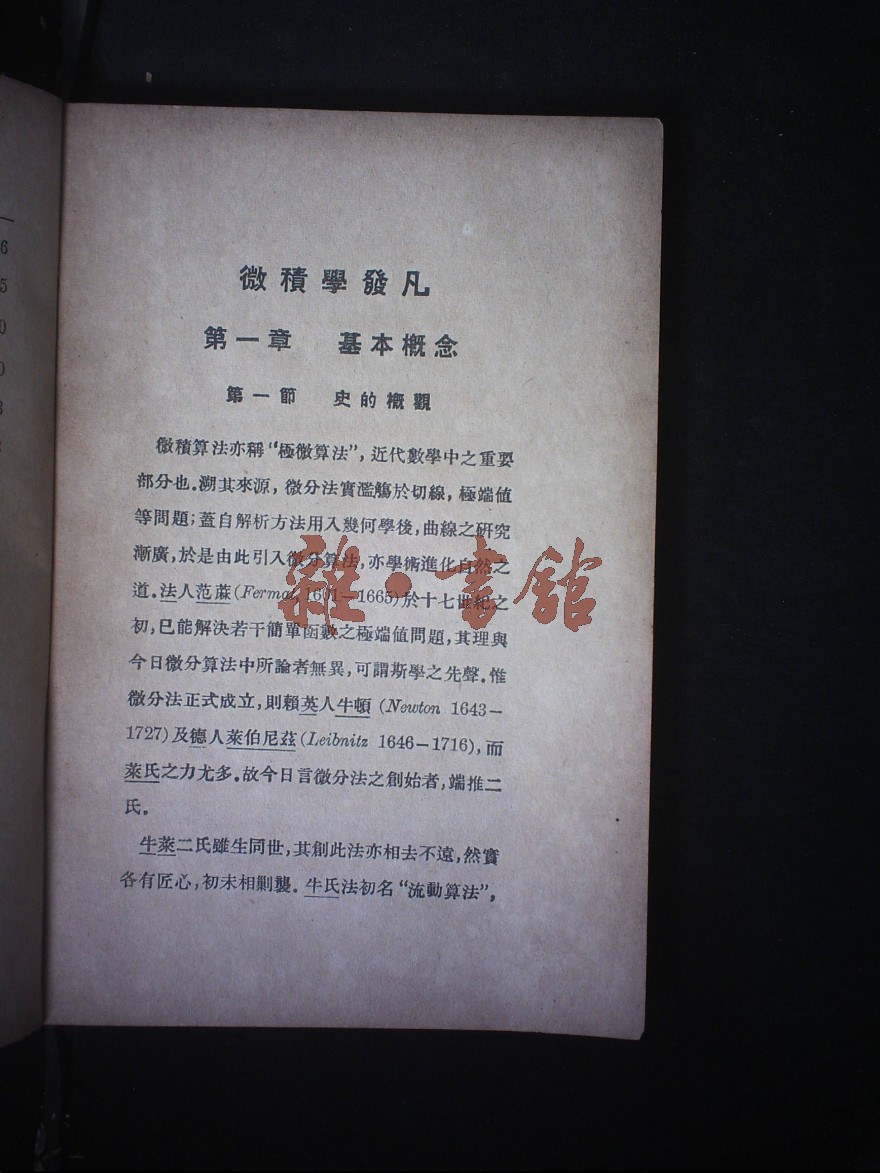 6
5
0
0
3
微積學發凡
第一章 基本概念
第一節 史的概觀
微積算法亦稱“極微算法”，近代數學中之重要
部分也．溯其來源，微分法實濫觴於切線，極端值
等問題；蓋自解析方法用入幾何學後，曲線之研究
漸廣，於是由此引入微分算法，亦學術進化自然之
道．法人范蔴(Fermat, 1601－1665)於十七世紀之
初，已能解決若干簡單函數之極端值問題，其理與
今日微分算法中所論者無異，可謂斯學之先聲．惟
微分法正式成立，則賴英人牛頓 (Newton 1643－
1727)及德人萊伯尼茲(Leibnitz 1646－1716)，而
萊氏之力尤多．故今日言微分法之創始者，端推二
氏．
牛萊二氏雖生同世，其創此法亦相去不遠，然實
各有匠心，初未相剿襲．牛氏法初名“流動算法”，
雜·書館